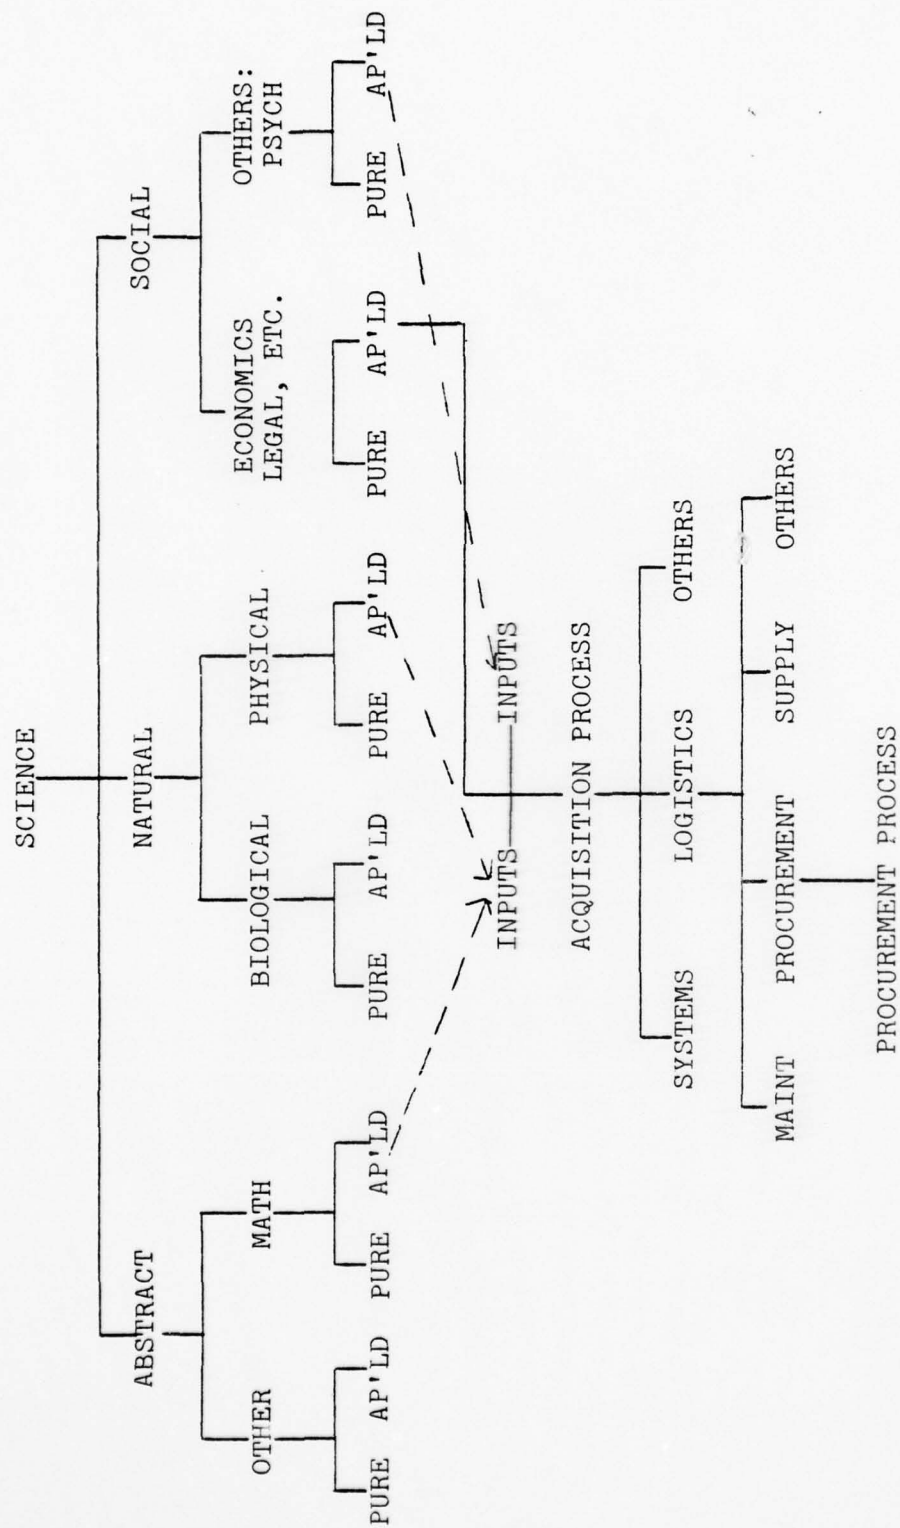 SCIENCE
ABSTRACT
NATURAL
SOCIAL
OTHER
MATH
BIOLOGICAL
PHYSICAL
ECONOMICS
LEGAL, ETC.
OTHERS:
PSYCH
PURE
AP'LD
PURE
AP'LD
PURE
AP'LD
PURE
AP'LD
PURE
AP'LD
PURE
AP'LD
INPUTS
INPUTS
ACQUISITION PROCESS
SYSTEMS
LOGISTICS
OTHERS
MAINT
PROCUREMENT
SUPPLY
OTHERS
PROCUREMENT PROCESS